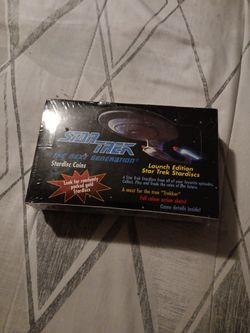 STAR TREK
THE NEXT GENERATION
Stardisc Coins
Launch Edition
Star Trek Stardiscs
Look for randomly
packed gold
StarDiscs
A Star Trek StarDisc from all of your favorite episodes.
Collect, Play and Trade the coins of the future.
A must for the true "Trekker"
Full colour action shots!
Game details inside!